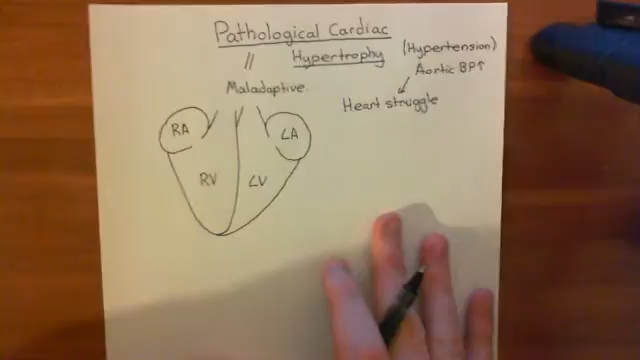 Pathological Cardiac
Hypertrophy
(Hypertension)
Aortic BP↑
Heart struggle
"
Maladaptive
RA
LA
RV
LV